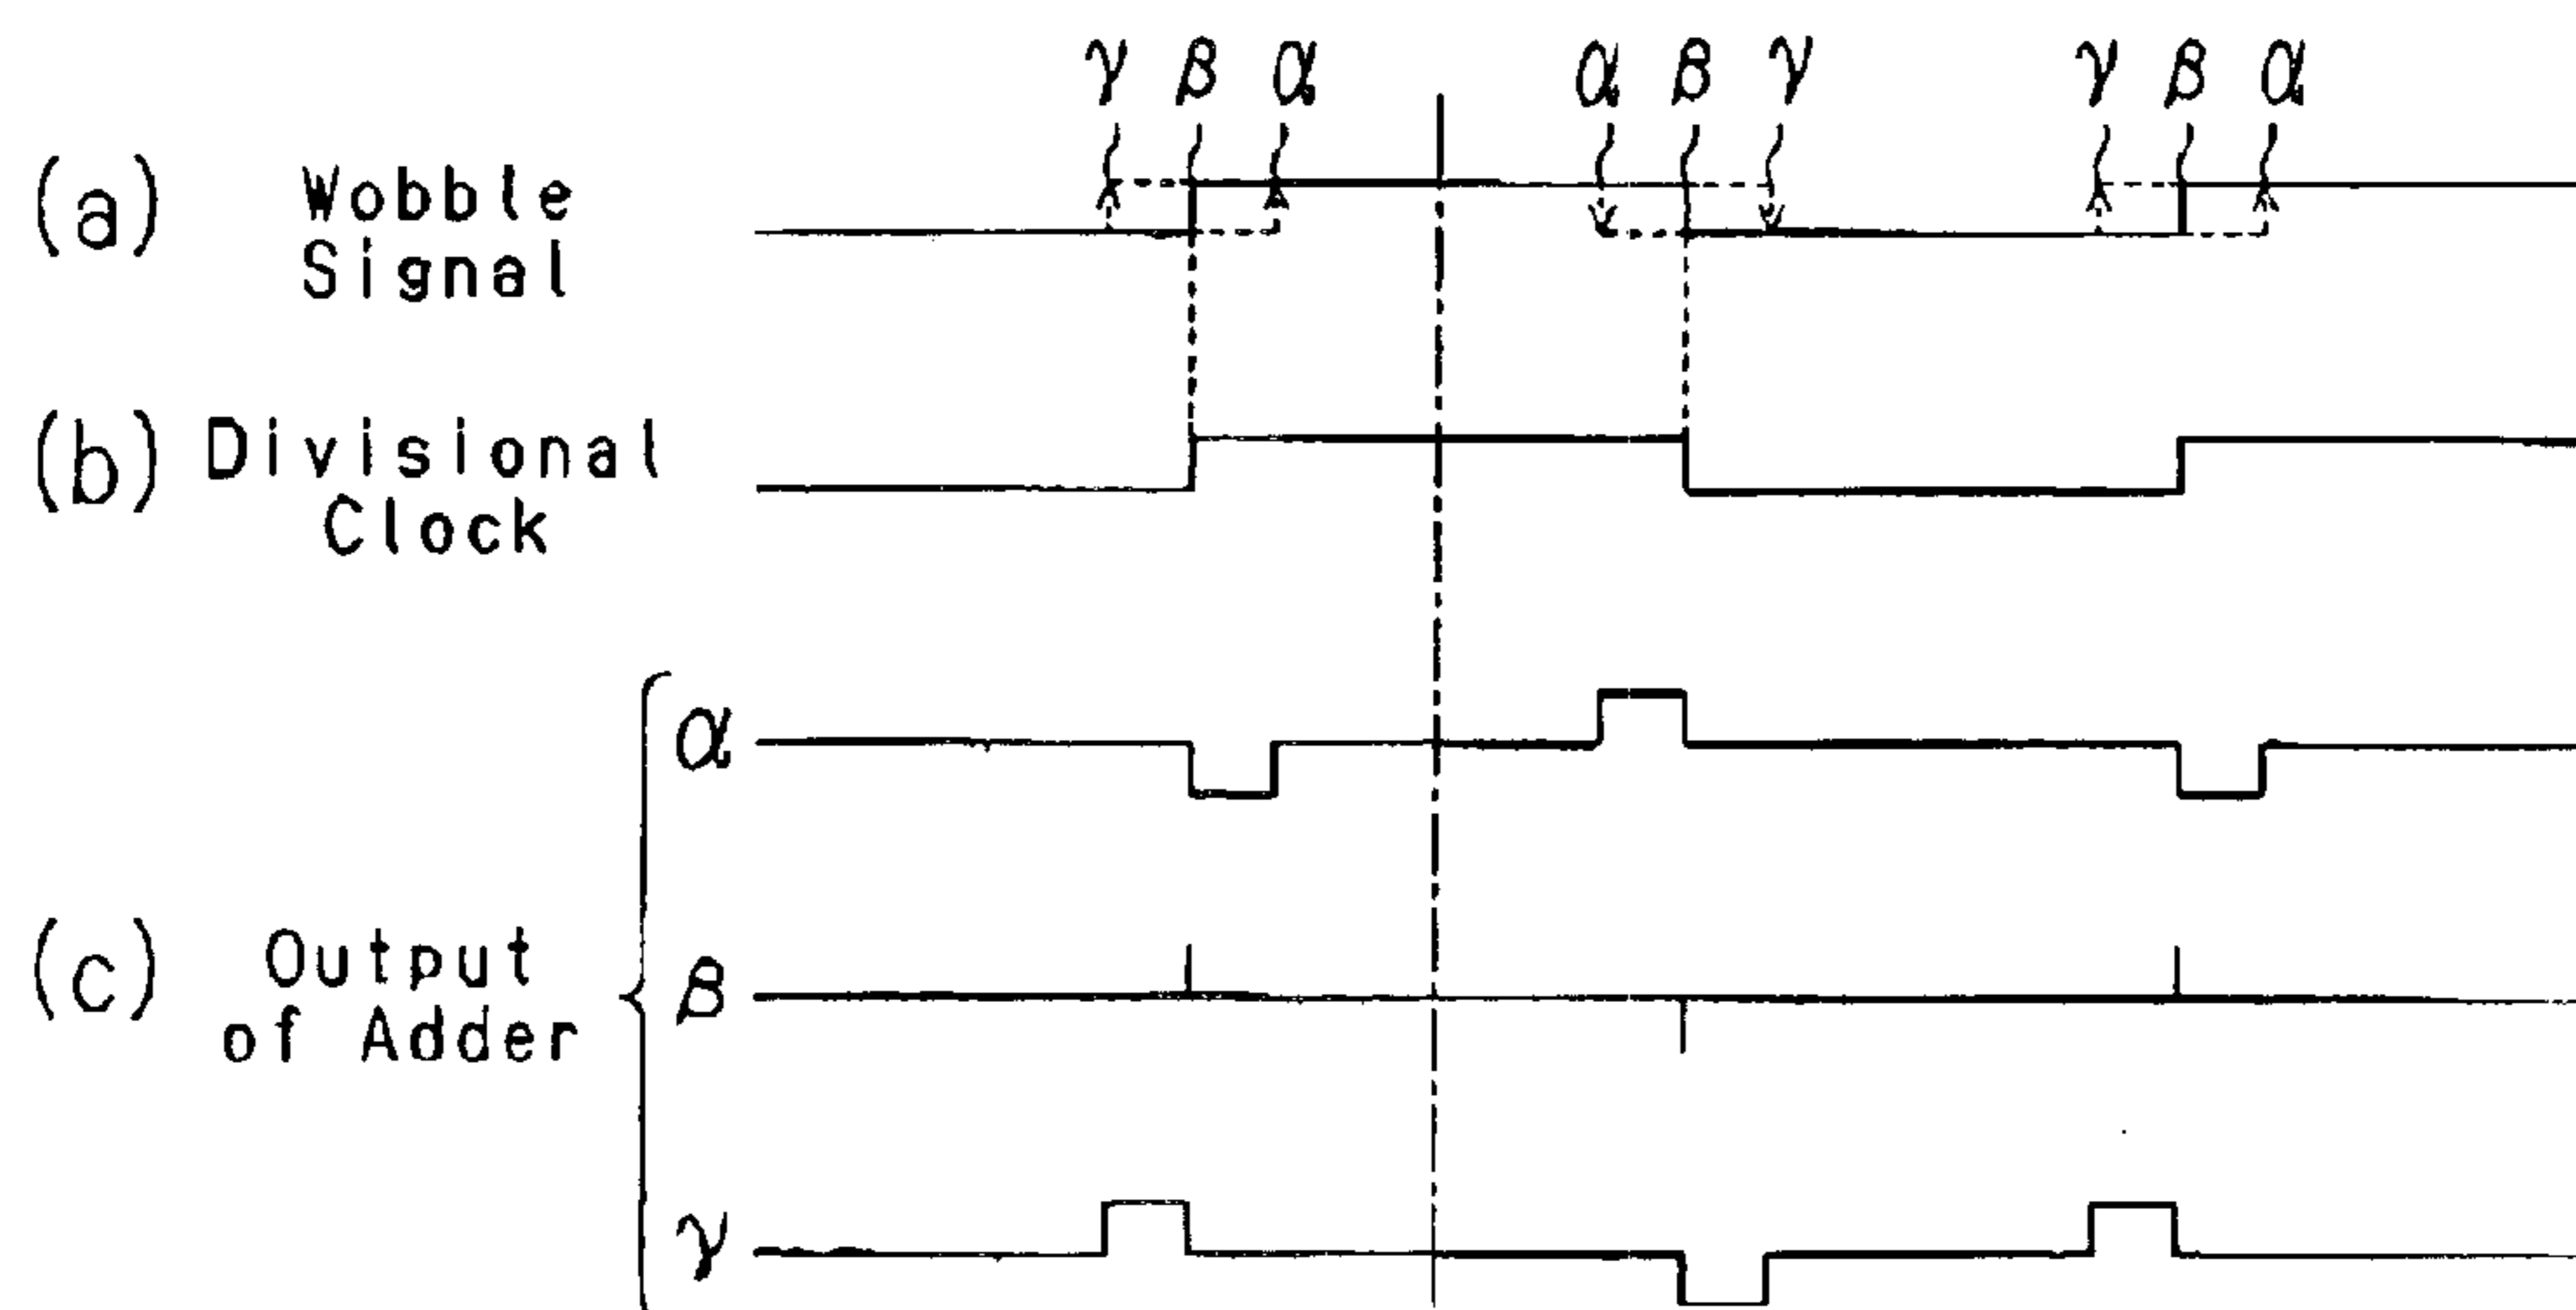 γ β α α β γ γ β α
(a) Wobble
Signal
(b) Divisional
Clock
α
(c) Output
of Adder
β
γ